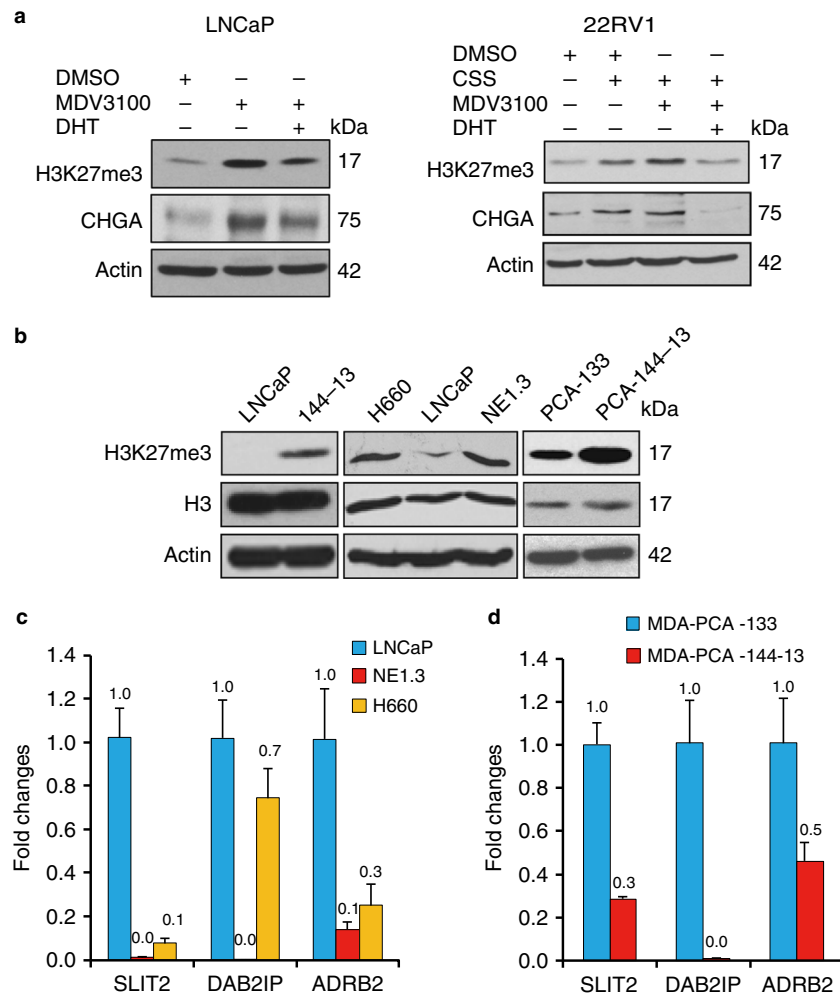 a
LNCaP
DMSO + – –
MDV3100 – + +
DHT – – + kDa
H3K27me3 17
CHGA 75
Actin 42
22RV1
DMSO + + – –
CSS – + + +
MDV3100 – – + +
DHT – – – + kDa
H3K27me3 17
CHGA 75
Actin 42
b
LNCaP 144–13 H660 LNCaP NE1.3 PCA-133 PCA-144–13 kDa
H3K27me3 17
H3 17
Actin 42
c
LNCaP
NE1.3
H660
Fold changes
1.4
1.2
1.0
0.8
0.6
0.4
0.2
0.0
1.0 0.0 0.1
1.0 0.0 0.7
1.0 0.1 0.3
SLIT2 DAB2IP ADRB2
d
MDA-PCA -133
MDA-PCA -144-13
Fold changes
1.4
1.2
1.0
0.8
0.6
0.4
0.2
0.0
1.0 0.3
1.0 0.0
1.0 0.5
SLIT2 DAB2IP ADRB2